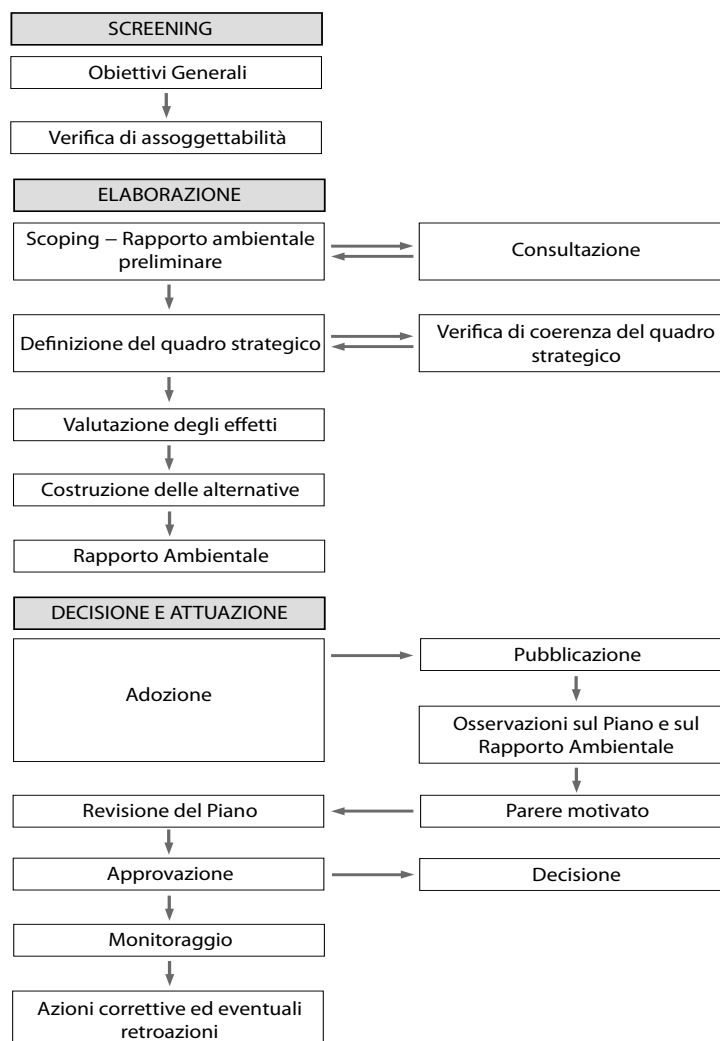 SCREENING
Obiettivi Generali
Verifica di assoggettabilità
ELABORAZIONE
Scoping – Rapporto ambientale
preliminare
Consultazione
Definizione del quadro strategico
Verifica di coerenza del quadro
strategico
Valutazione degli effetti
Costruzione delle alternative
Rapporto Ambientale
DECISIONE E ATTUAZIONE
Adozione
Pubblicazione
Osservazioni sul Piano e sul
Rapporto Ambientale
Revisione del Piano
Parere motivato
Approvazione
Decisione
Monitoraggio
Azioni correttive ed eventuali
retroazioni